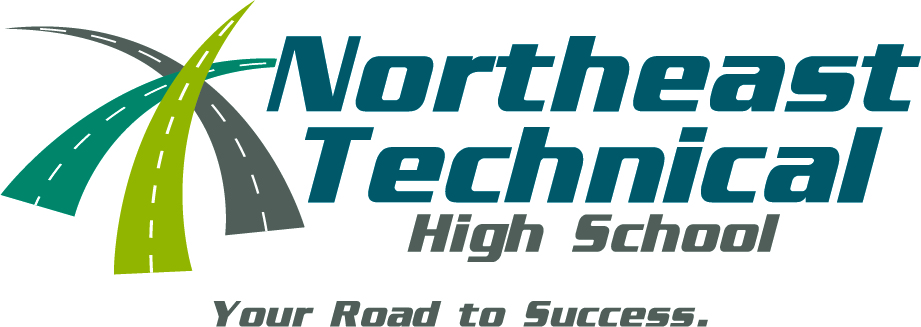 Northeast
Technical
High School
Your Road to Success.